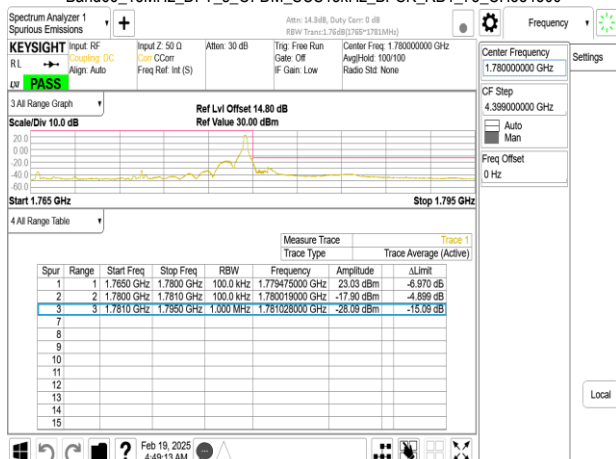 Spectrum Analyzer 1
Spurious Emissions
Attn: 14.8dB, Duty Corr: 0 dB
RBW Tranc1.76dB(1765~1781MHz)
Frequency
KEYSIGHT
RL
PASS
Input: RF
Coupling: DC
Align: Auto
Input Z: 50 Ω
Corr CCorr
Freq Ref: Int (S)
Atten: 30 dB
Trig: Free Run
Gate: Off
IF Gain: Low
Center Freq: 1.780000000 GHz
Avg|Hold: 100/100
Radio Std: None
Center Frequency
1.780000000 GHz
Settings
CF Step
4.399000000 GHz
Auto
Man
Freq Offset
0 Hz
3 All Range Graph
Scale/Div 10.0 dB
Ref Lvl Offset 14.80 dB
Ref Value 30.00 dBm
20.0
0.00
-20.0
-40.0
-60.0
Start 1.765 GHz
Stop 1.795 GHz
4 All Range Table
Measure Trace Trace 1
Trace Type Trace Average (Active)
Spur Range Start Freq Stop Freq RBW Frequency Amplitude ΔLimit
1 1 1.7650 GHz 1.7800 GHz 100.0 kHz 1.779475000 GHz 23.03 dBm -6.970 dB
2 2 1.7800 GHz 1.7810 GHz 100.0 kHz 1.780019000 GHz -17.90 dBm -4.899 dB
3 3 1.7810 GHz 1.7950 GHz 1.000 MHz 1.781028000 GHz -28.09 dBm -15.09 dB
7
8
9
10
11
12
13
14
15
Local
Feb 19, 2025
4:49:13 AM